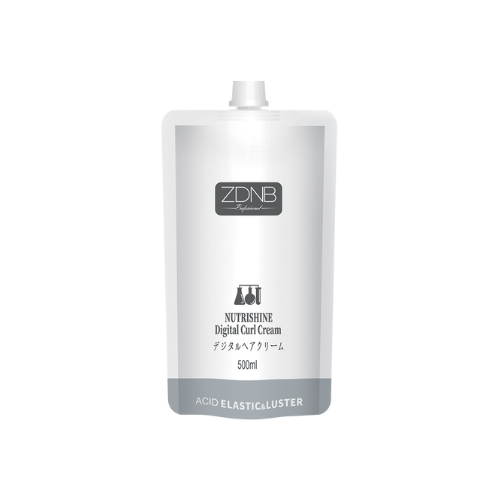 ZDNB
Professional
NUTRISHINE
Digital Curl Cream
デジタルヘアクリーム
500ml
ACID ELASTIC&LUSTER